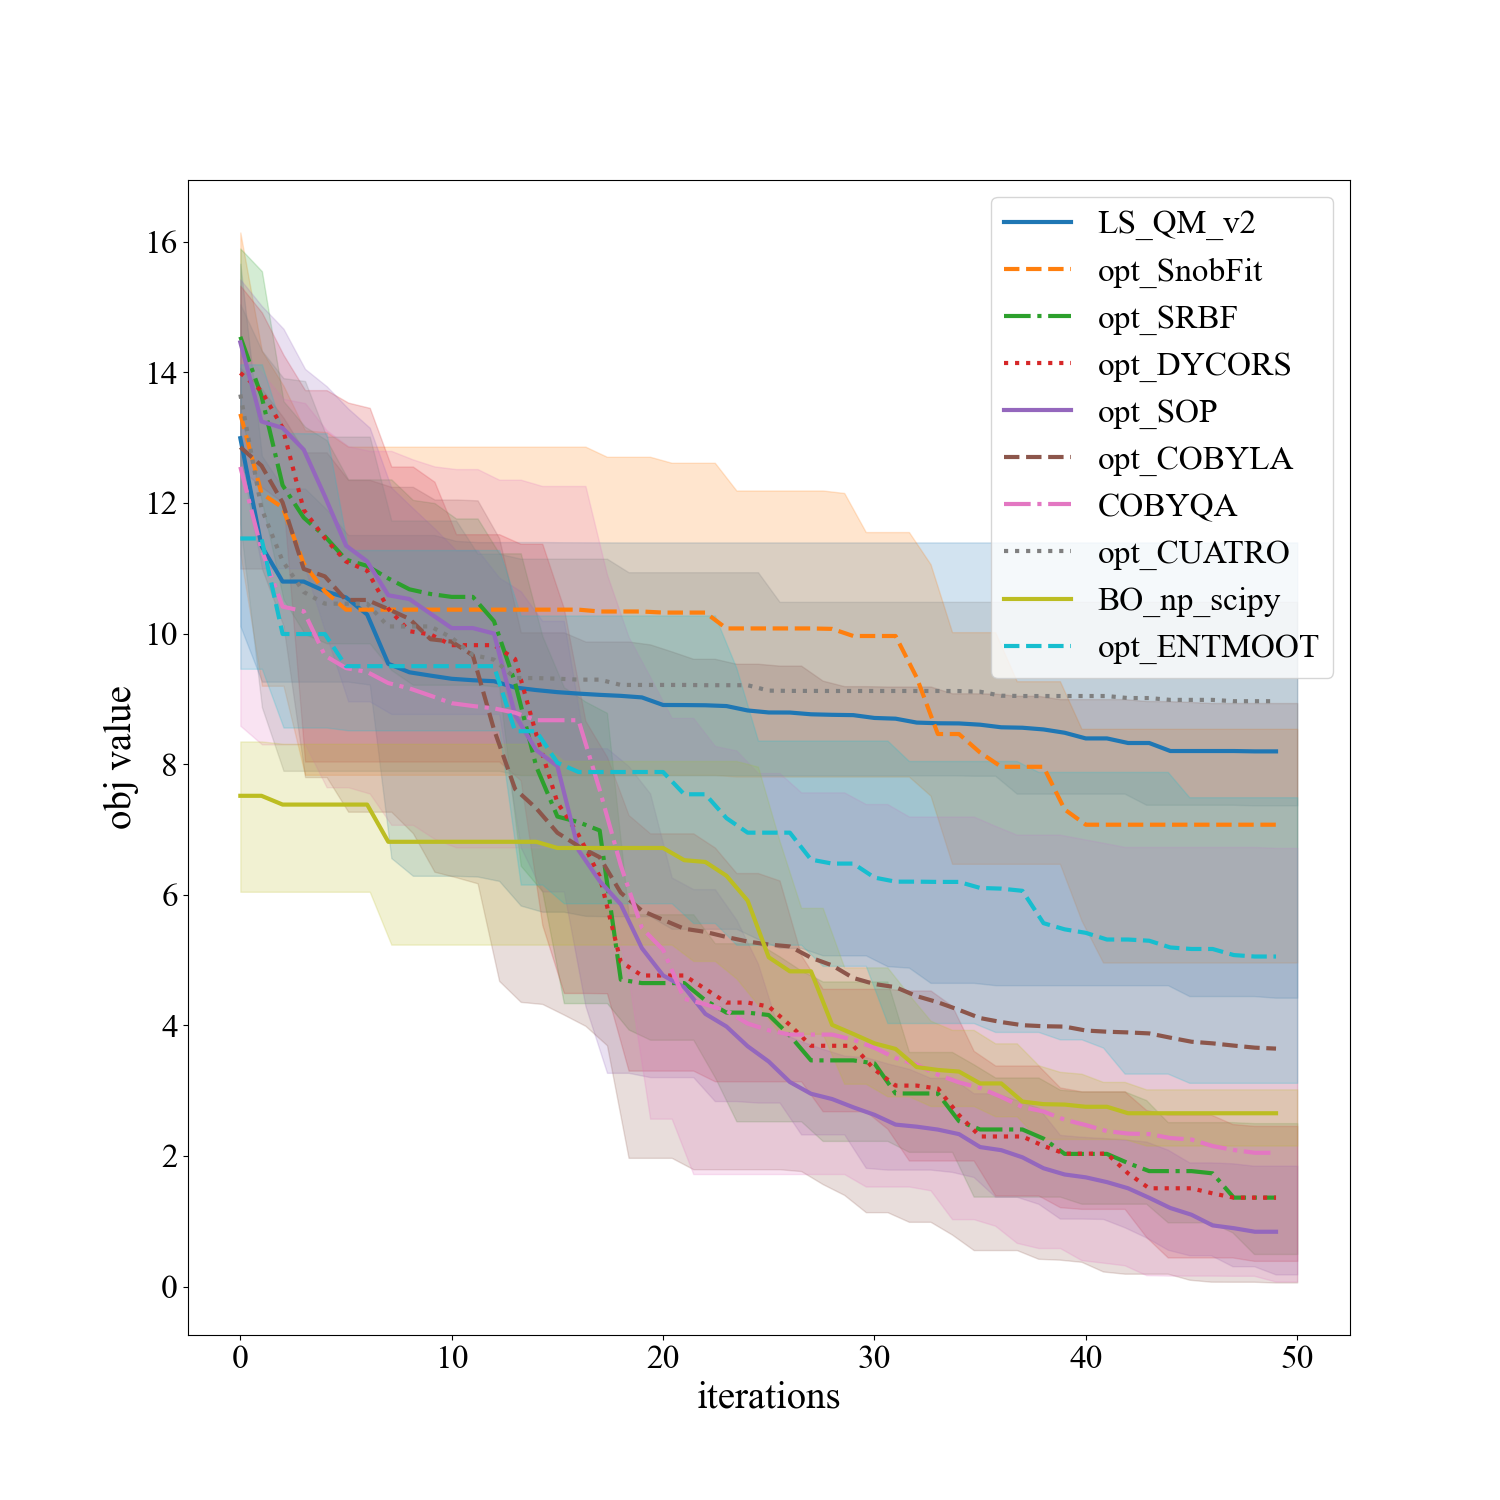 obj value
16
14
12
10
8
6
4
2
0
LS_QM_v2
opt_SnobFit
opt_SRBF
opt_DYCORS
opt_SOP
opt_COBYLA
COBYQA
opt_CUATRO
BO_np_scipy
opt_ENTMOOT
0 10 20 30 40 50
iterations